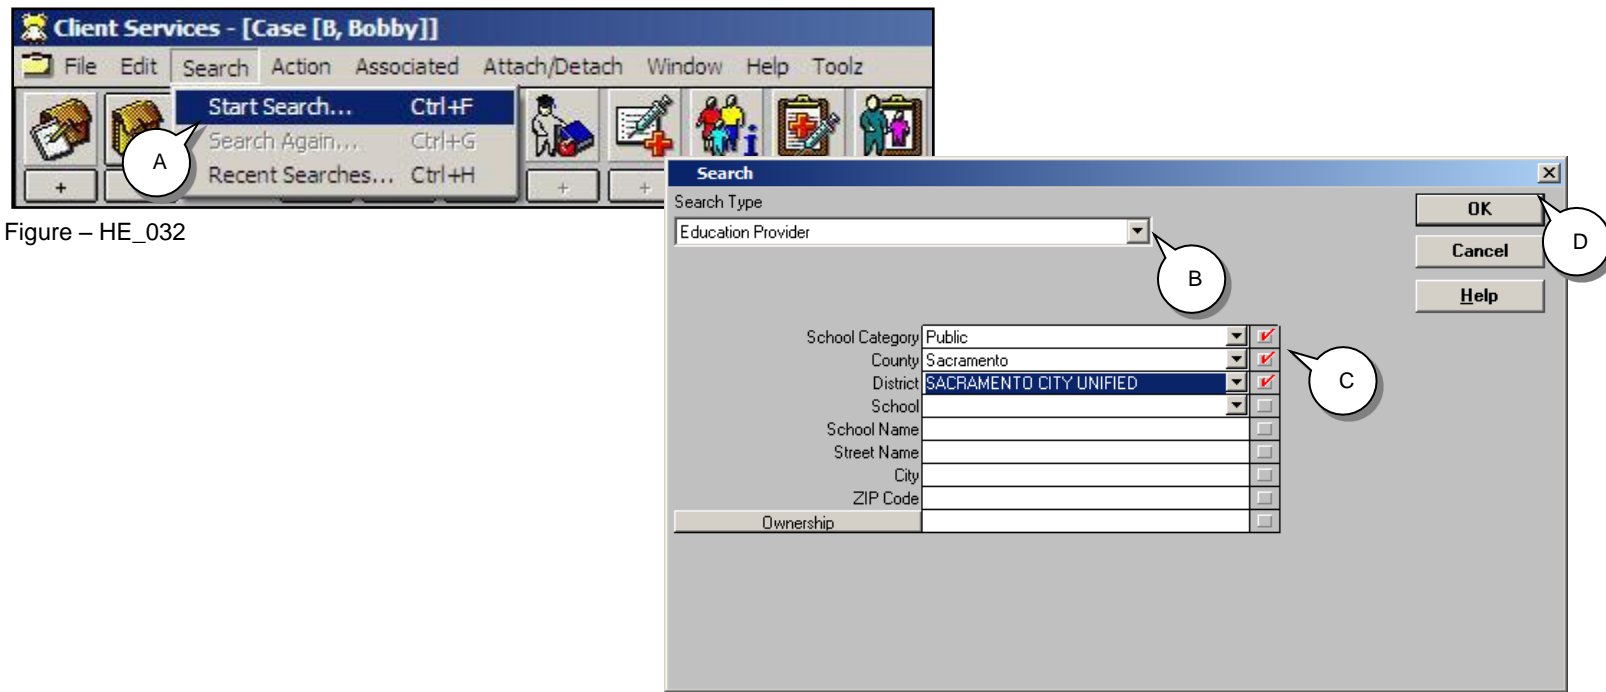 Client Services - [Case [B, Bobby]]
File Edit Search Action Associated Attach/Detach Window Help Toolz
Start Search... Ctrl+F
Search Again... Ctrl+G
Recent Searches... Ctrl+H
A
+
+ +
Figure – HE_032
Search
Search Type
Education Provider
OK
Cancel
Help
B
D
School Category Public
County Sacramento
District SACRAMENTO CITY UNIFIED
School
School Name
Street Name
City
ZIP Code
Ownership
C